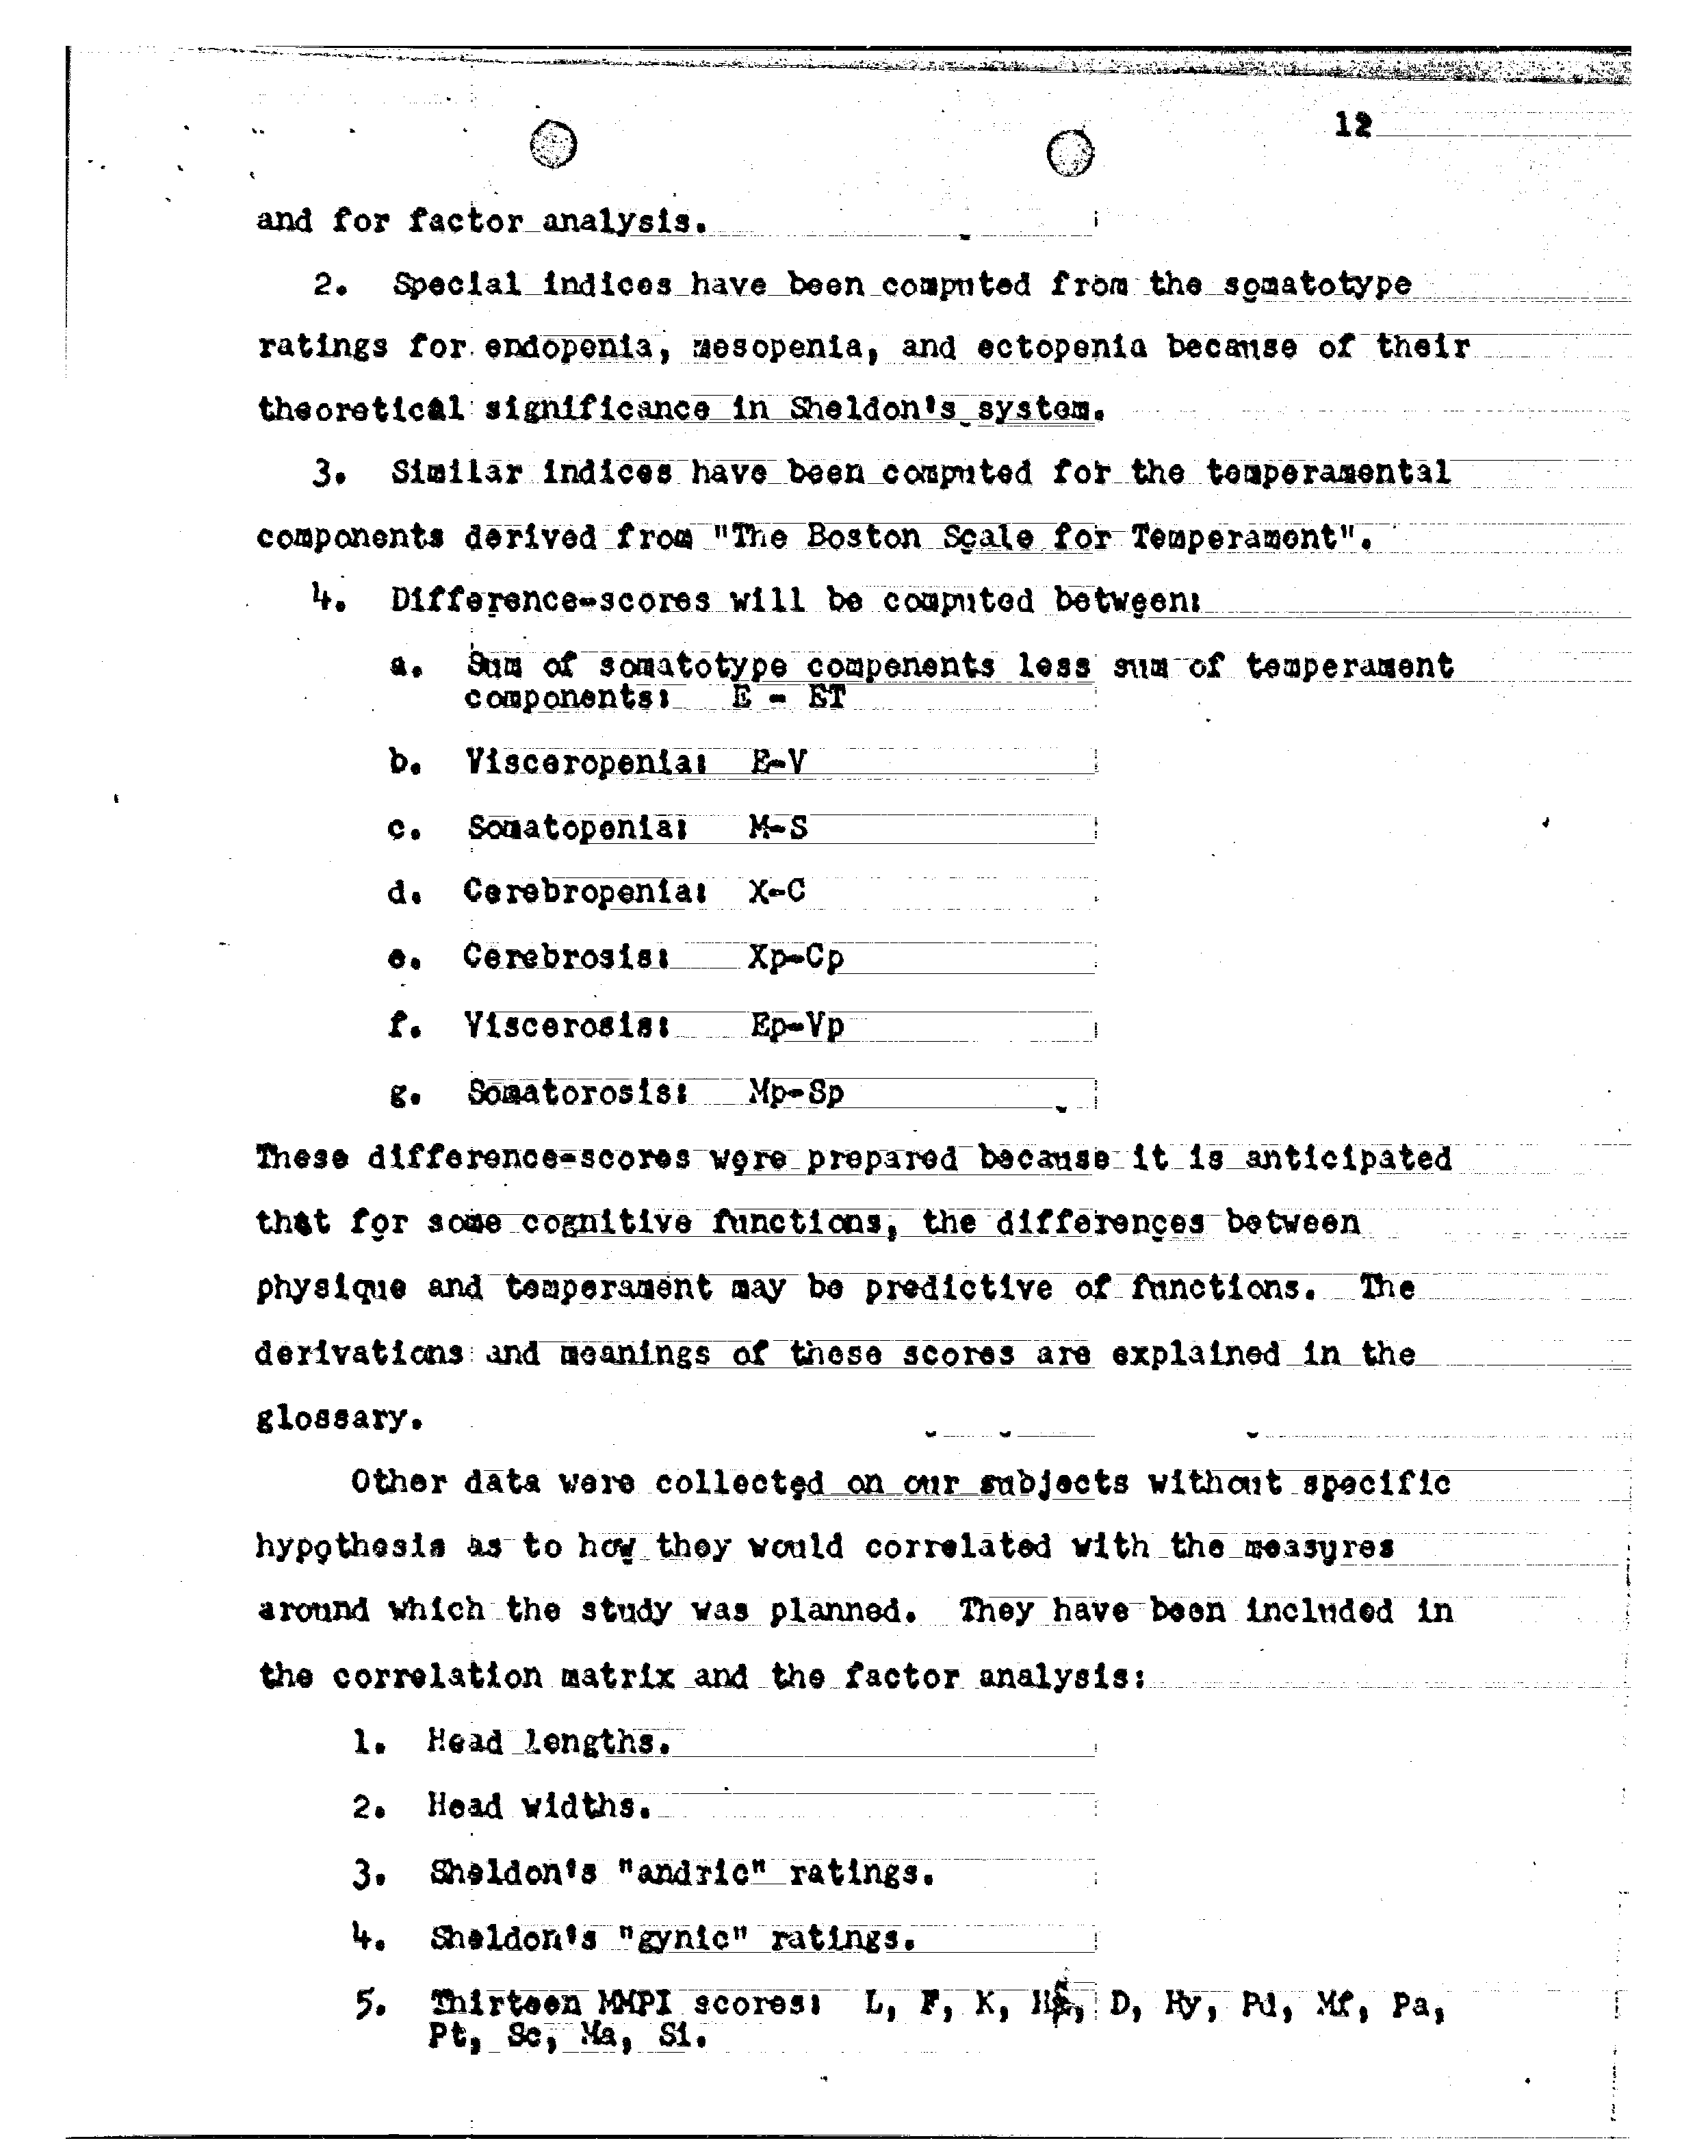 12
and for factor analysis.
2. Special indices have been computed from the somatotype
ratings for endopenia, mesopenia, and ectopenia because of their
theoretical significance in Sheldon's system.
3. Similar indices have been computed for the temperamental
components derived from "The Boston Scale for Temperament".
4. Difference-scores will be computed between:
a. Sum of somatotype compenents less sum of temperament
components: E - ET
b. Visceropenia: E-V
c. Somatopenia: M-S
d. Cerebropenia: X-C
e. Cerebrosis: Xp-Cp
f. Viscerosis: Ep-Vp
g. Somatorosis: Mp-Sp
These difference-scores were prepared because it is anticipated
that for some cognitive functions, the differences between
physique and temperament may be predictive of functions. The
derivations and meanings of these scores are explained in the
glossary.
Other data were collected on our subjects without specific
hypothesis as to how they would correlated with the measures
around which the study was planned. They have been included in
the correlation matrix and the factor analysis:
1. Head lengths.
2. Head widths.
3. Sheldon's "andric" ratings.
4. Sheldon's "gynic" ratings.
5. Thirteen MMPI scores: L, F, K, Hs, D, Hy, Pd, Mf, Pa,
Pt, Sc, Ma, Si.